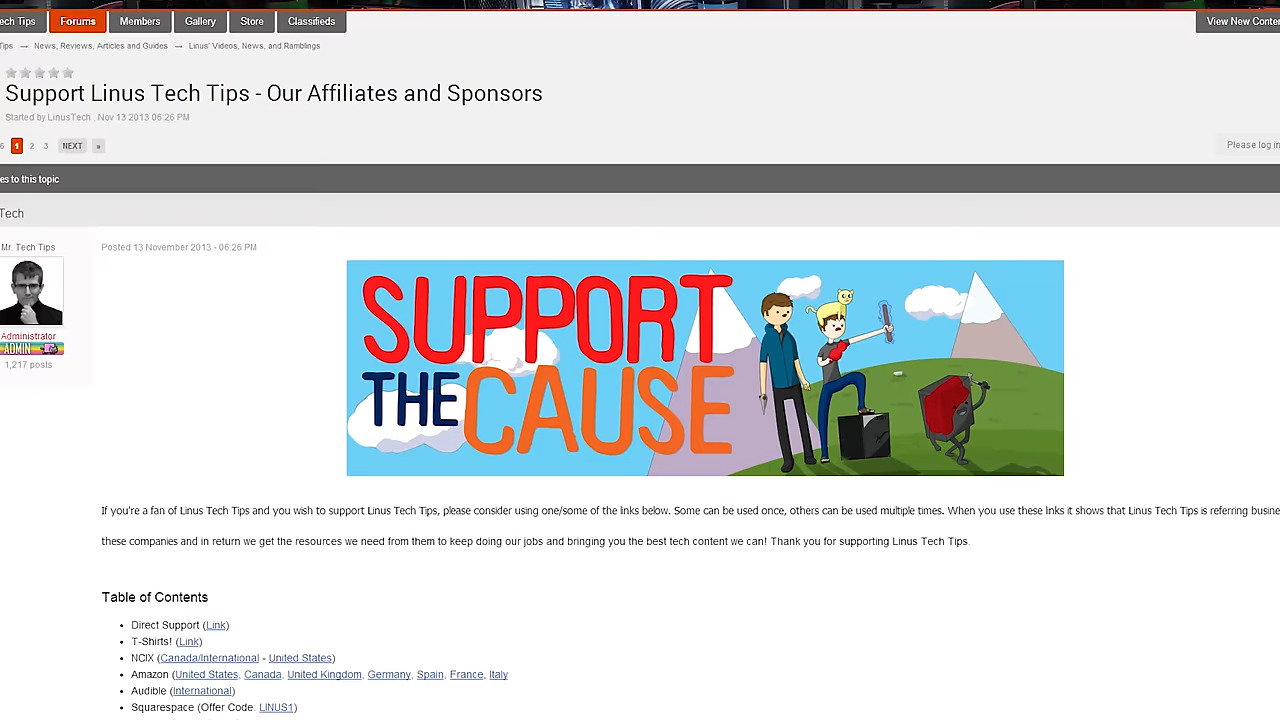 ech Tips Forums Members Gallery Store Classifieds View New Conten
Tips → News, Reviews, Articles and Guides → Linus' Videos, News, and Ramblings
Support Linus Tech Tips - Our Affiliates and Sponsors
Started by LinusTech , Nov 13 2013 06:26 PM
6 1 2 3 NEXT » Please log in
es to this topic
Tech
Mr. Tech Tips Posted 13 November 2013 - 06:26 PM
SUPPORT
THE CAUSE
Administrator
ADMIN
1,217 posts
If you're a fan of Linus Tech Tips and you wish to support Linus Tech Tips, please consider using one/some of the links below. Some can be used once, others can be used multiple times. When you use these links it shows that Linus Tech Tips is referring busine
these companies and in return we get the resources we need from them to keep doing our jobs and bringing you the best tech content we can! Thank you for supporting Linus Tech Tips.
Table of Contents
• Direct Support (Link)
• T-Shirts! (Link)
• NCIX (Canada/International - United States)
• Amazon (United States, Canada, United Kingdom, Germany, Spain, France, Italy
• Audible (International)
• Squarespace (Offer Code: LINUS1)